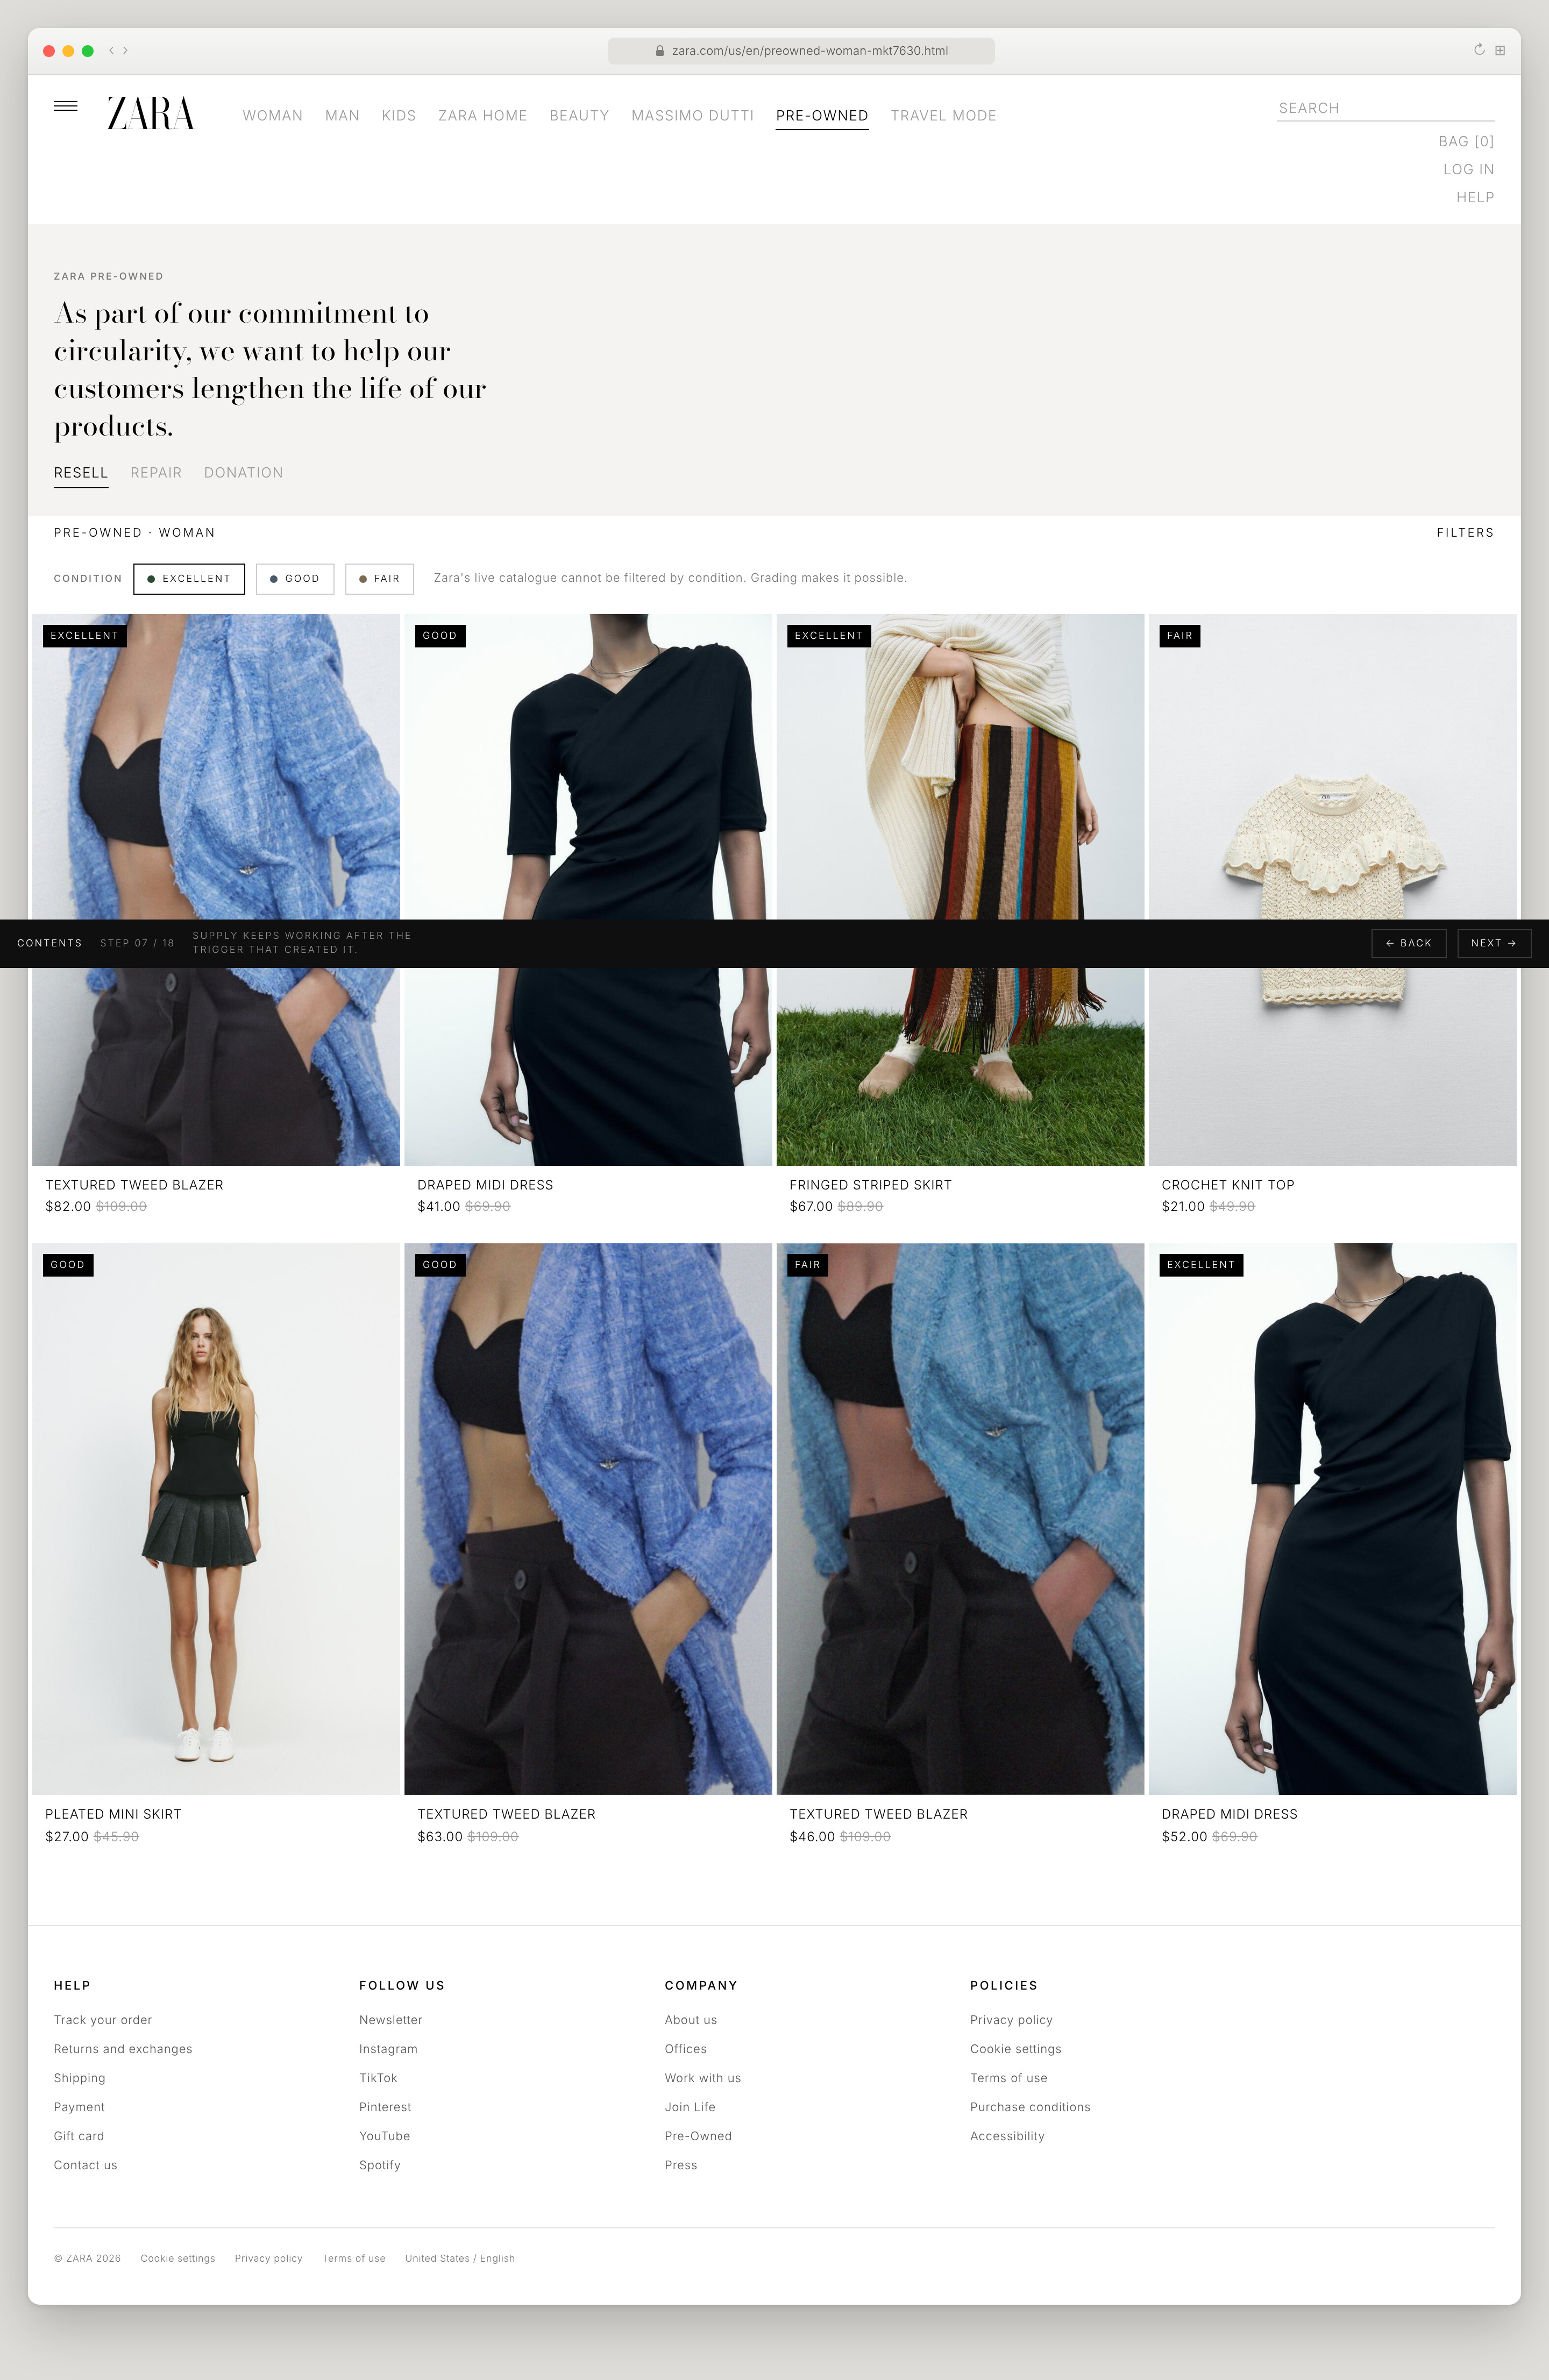 zara.com/us/en/preowned-woman-mkt7630.html
ZARA
WOMAN MAN KIDS ZARA HOME BEAUTY MASSIMO DUTTI PRE-OWNED TRAVEL MODE
SEARCH
BAG [0]
LOG IN
HELP
ZARA PRE-OWNED
As part of our commitment to
circularity, we want to help our
customers lengthen the life of our
products.
RESELL REPAIR DONATION
PRE-OWNED · WOMAN
FILTERS
CONDITION EXCELLENT GOOD FAIR Zara's live catalogue cannot be filtered by condition. Grading makes it possible.
EXCELLENT
GOOD
EXCELLENT
FAIR
CONTENTS STEP 07 / 18
SUPPLY KEEPS WORKING AFTER THE
TRIGGER THAT CREATED IT.
← BACK NEXT →
TEXTURED TWEED BLAZER
$82.00 $109.00
DRAPED MIDI DRESS
$41.00 $69.90
FRINGED STRIPED SKIRT
$67.00 $89.90
CROCHET KNIT TOP
$21.00 $49.90
GOOD
GOOD
FAIR
EXCELLENT
PLEATED MINI SKIRT
$27.00 $45.90
TEXTURED TWEED BLAZER
$63.00 $109.00
TEXTURED TWEED BLAZER
$46.00 $109.00
DRAPED MIDI DRESS
$52.00 $69.90
HELP
Track your order
Returns and exchanges
Shipping
Payment
Gift card
Contact us
FOLLOW US
Newsletter
Instagram
TikTok
Pinterest
YouTube
Spotify
COMPANY
About us
Offices
Work with us
Join Life
Pre-Owned
Press
POLICIES
Privacy policy
Cookie settings
Terms of use
Purchase conditions
Accessibility
© ZARA 2026 Cookie settings Privacy policy Terms of use United States / English